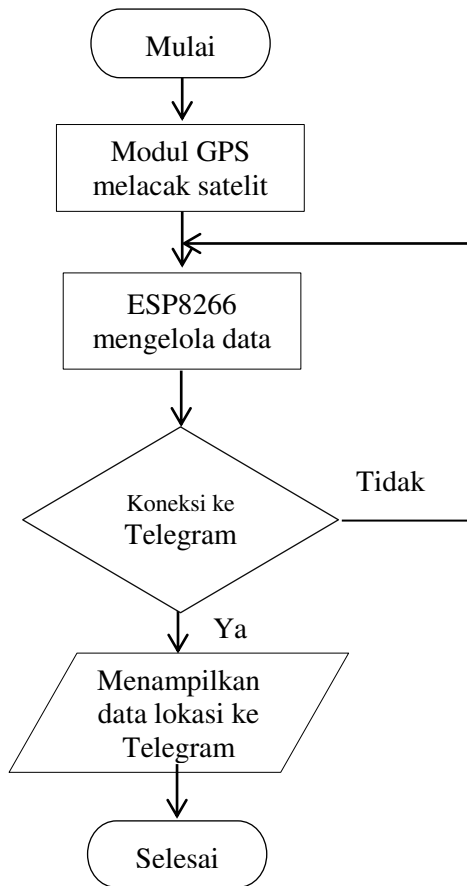 Mulai
Modul GPS
melacak satelit
ESP8266
mengelola data
Koneksi ke
Telegram
Tidak
Ya
Menampilkan
data lokasi ke
Telegram
Selesai